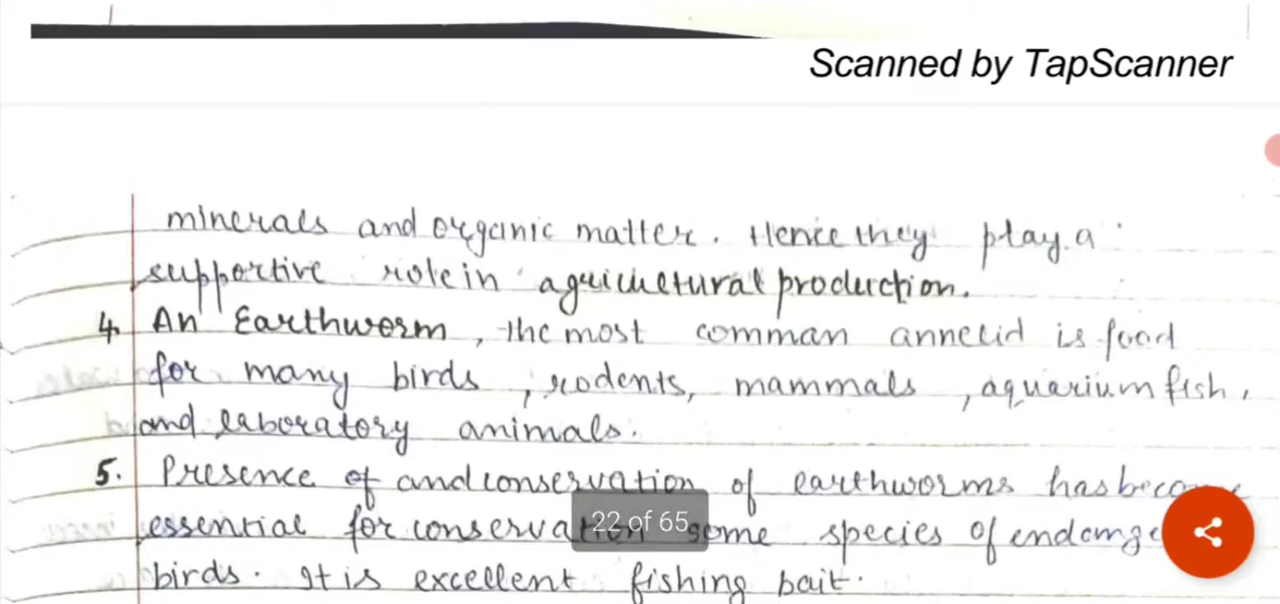 Scanned by TapScanner
minerals and organic matter. Hence they play a
supportive role in agricultural production.
4. An Earthworm, the most comman annelid is food
for many birds, rodents, mammals, aquarium fish,
and laboratory animals.
5. Presence of and conservation of earthworms has become
essential for conservation some species of endange
22 of 65
birds. It is excellent fishing bait.